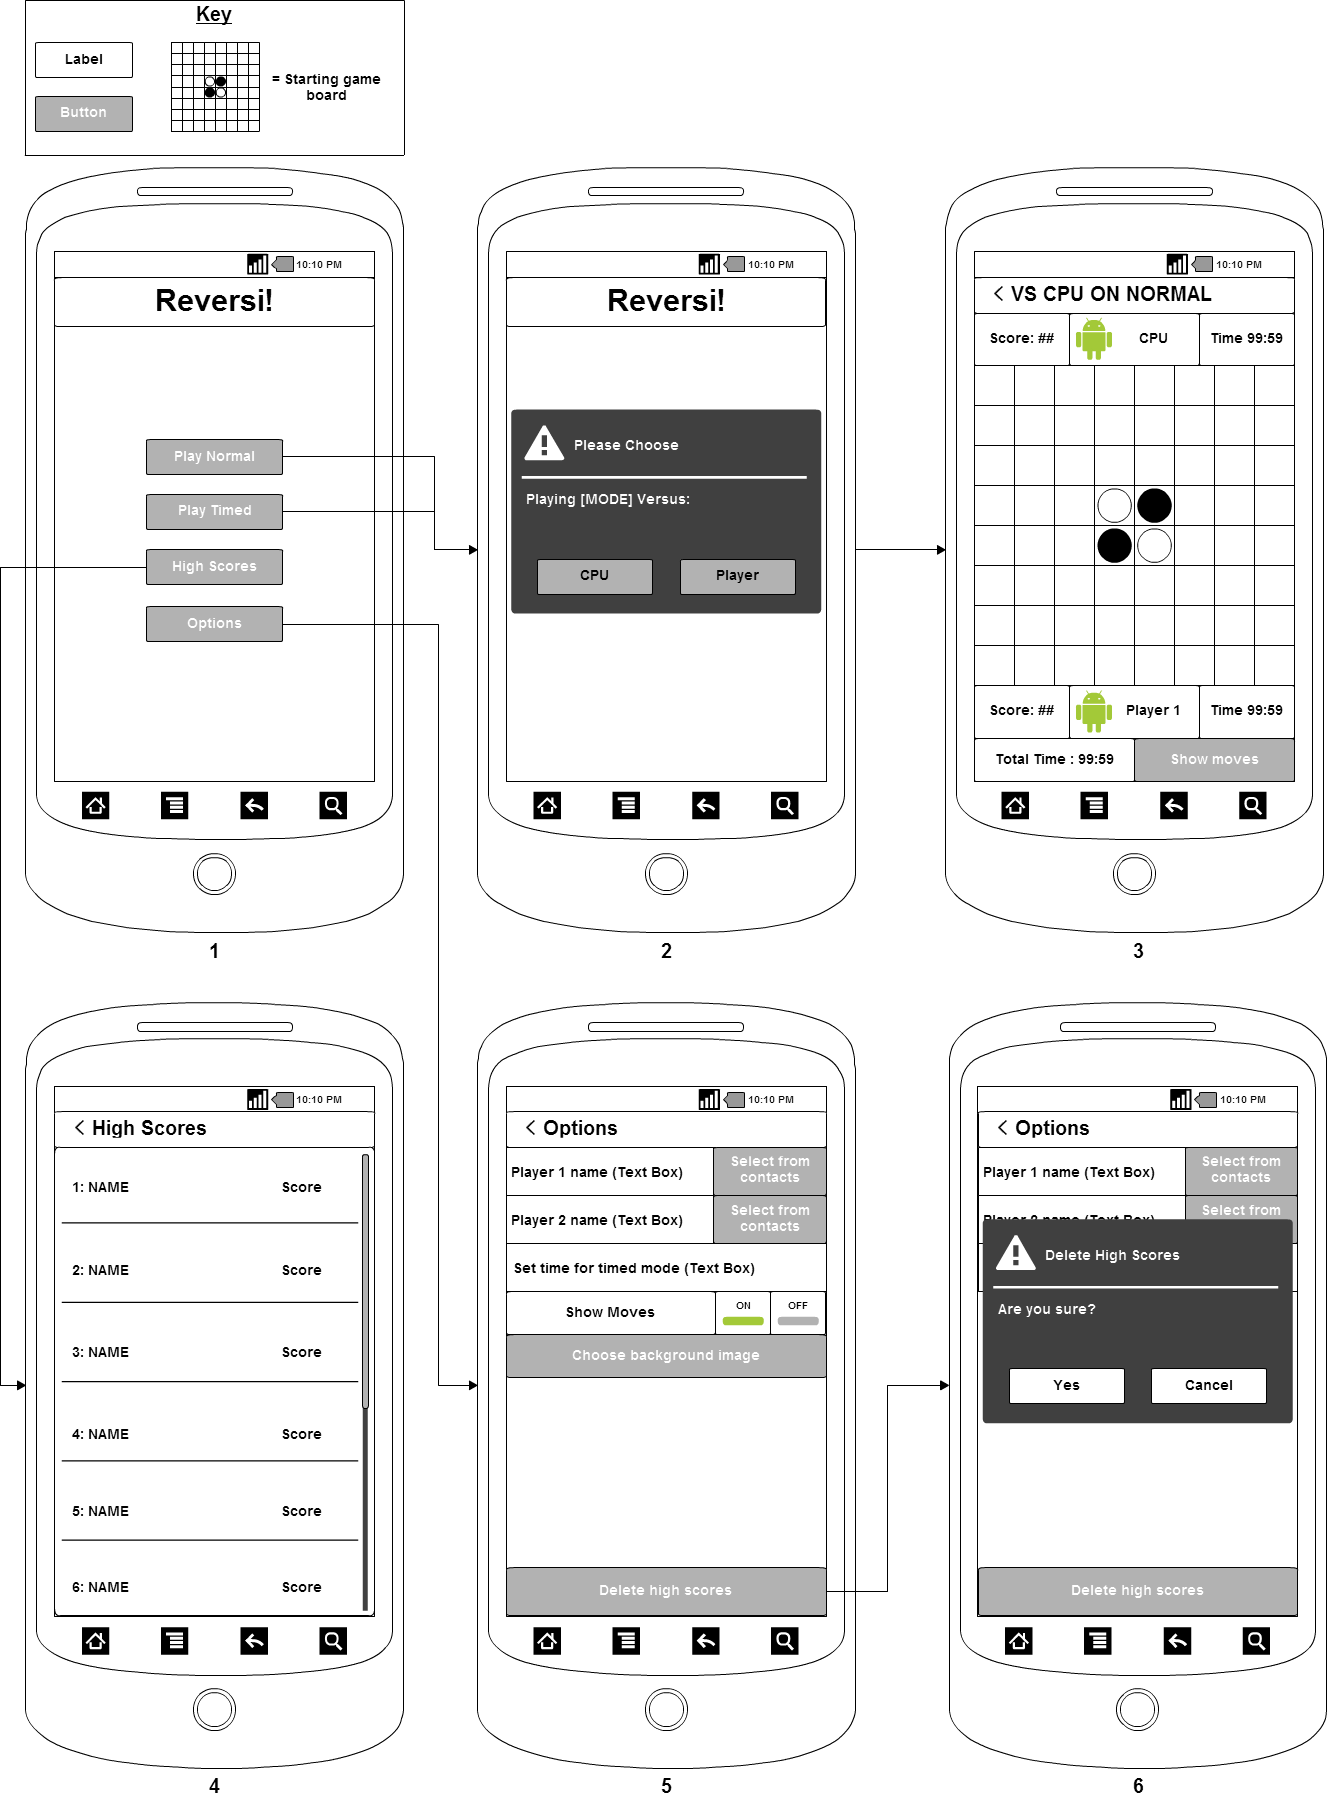 Key
Label
Button
= Starting game
board
10:10 PM
Reversi!
Play Normal
Play Timed
High Scores
Options
1
10:10 PM
Reversi!
Please Choose
Playing [MODE] Versus:
CPU Player
2
10:10 PM
< VS CPU ON NORMAL
Score: ## CPU Time 99:59
Score: ## Player 1 Time 99:59
Total Time : 99:59 Show moves
3
10:10 PM
< High Scores
1: NAME Score
2: NAME Score
3: NAME Score
4: NAME Score
5: NAME Score
6: NAME Score
4
10:10 PM
< Options
Player 1 name (Text Box) Select from
contacts
Player 2 name (Text Box) Select from
contacts
Set time for timed mode (Text Box)
Show Moves ON OFF
Choose background image
Delete high scores
5
10:10 PM
< Options
Player 1 name (Text Box) Select from
contacts
Player 2 name (Text Box) Select from
Delete High Scores
Are you sure?
Yes Cancel
Delete high scores
6